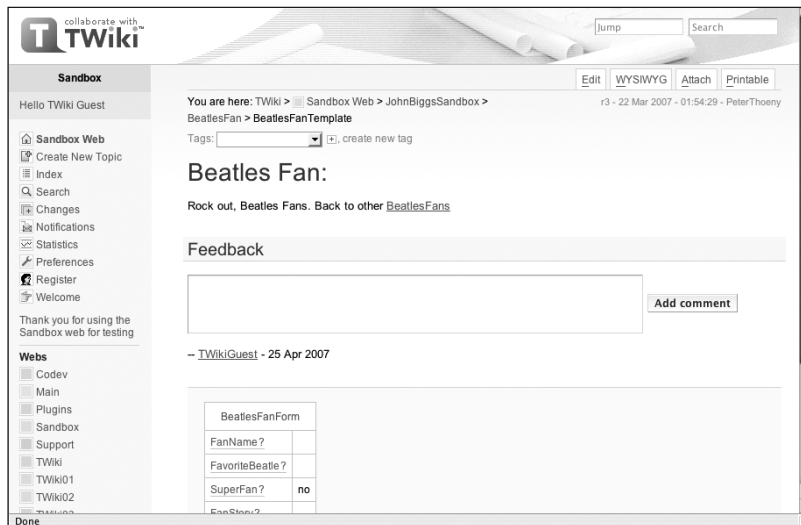 collaborate with
TWiki™
Jump
Search
Sandbox
Edit WYSIWYG Attach Printable
Hello TWiki Guest
You are here: TWiki > Sandbox Web > JohnBiggsSandbox >
BeatlesFan > BeatlesFanTemplate
r3 - 22 Mar 2007 - 01:54:29 - PeterThoeny
Tags: , create new tag
Sandbox Web
Create New Topic
Index
Search
Changes
Notifications
Statistics
Preferences
Register
Welcome
Thank you for using the
Sandbox web for testing
Webs
Codev
Main
Plugins
Sandbox
Support
TWiki
TWiki01
TWiki02
TWiki03
Beatles Fan:
Rock out, Beatles Fans. Back to other BeatlesFans
Feedback
Add comment
-- TWikiGuest - 25 Apr 2007
BeatlesFanForm
FanName?
FavoriteBeatle?
SuperFan? no
FanStory?
Done